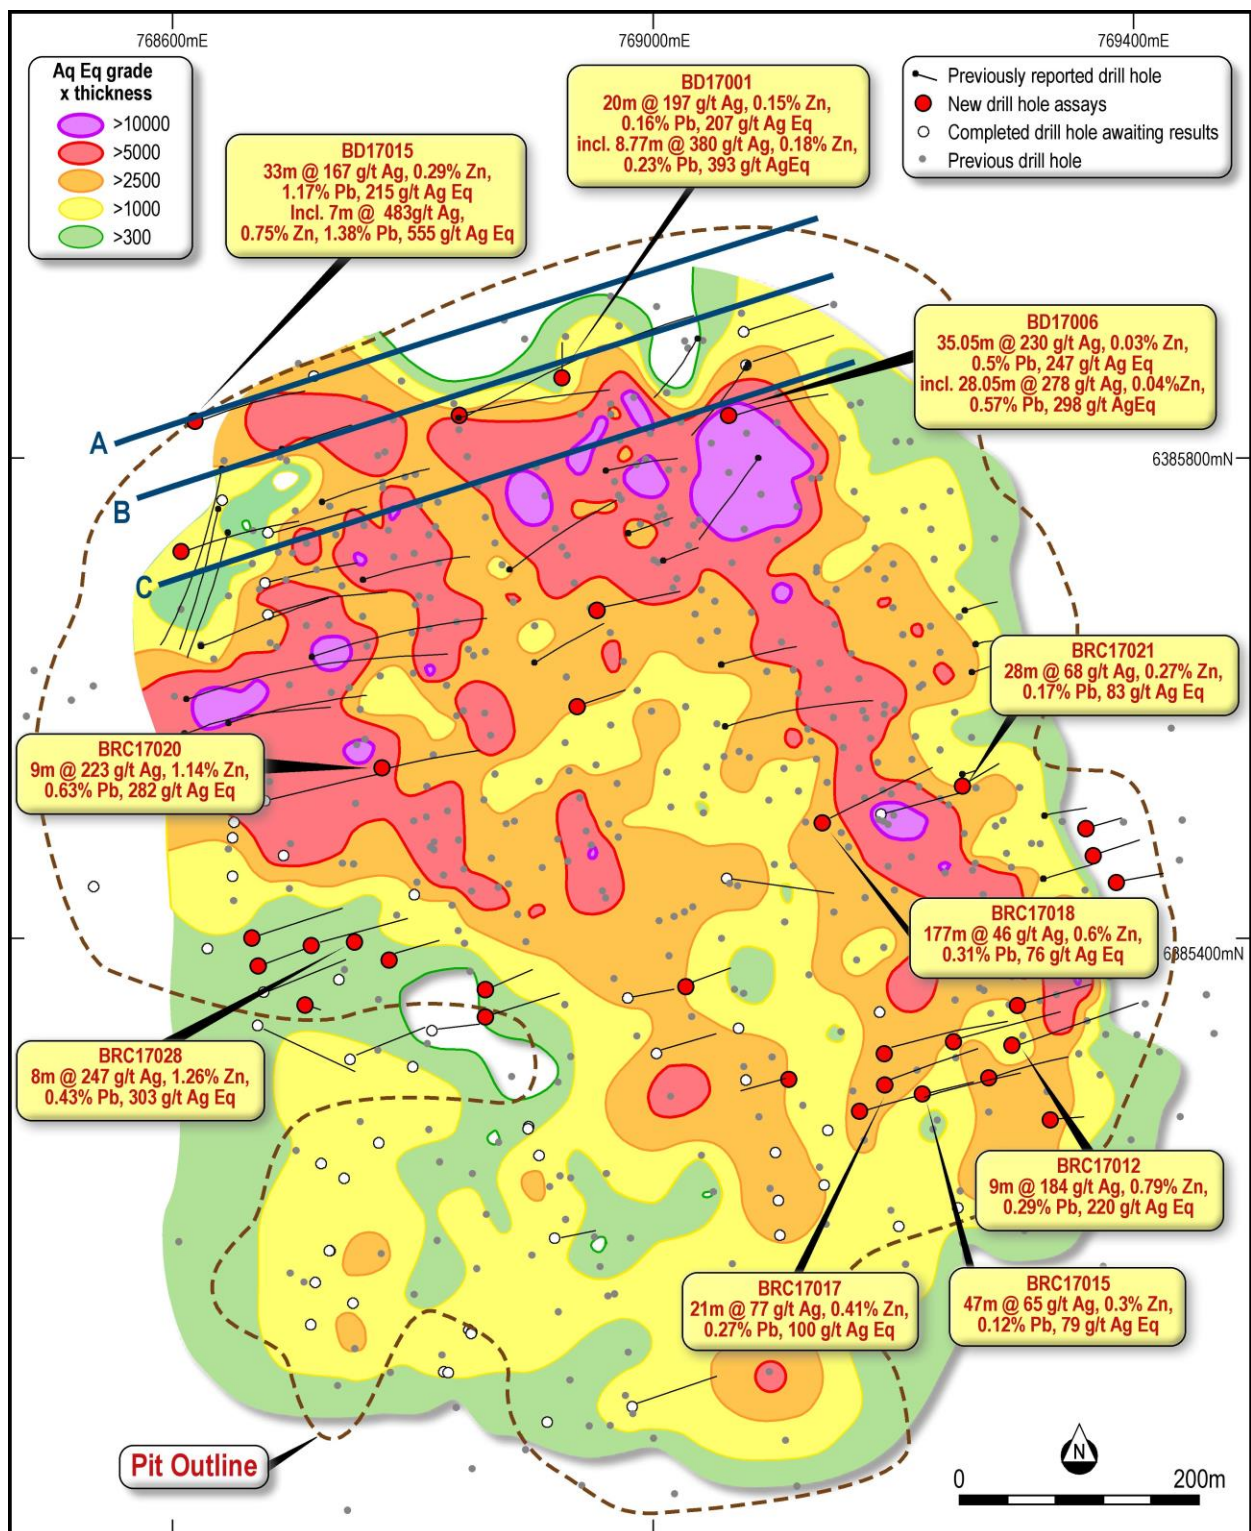 768600mE
769000mE
769400mE
Aq Eq grade
x thickness
>10000
>5000
>2500
>1000
>300
BD17001
20m @ 197 g/t Ag, 0.15% Zn,
0.16% Pb, 207 g/t Ag Eq
incl. 8.77m @ 380 g/t Ag, 0.18% Zn,
0.23% Pb, 393 g/t AgEq
Previously reported drill hole
New drill hole assays
Completed drill hole awaiting results
Previous drill hole
BD17015
33m @ 167 g/t Ag, 0.29% Zn,
1.17% Pb, 215 g/t Ag Eq
Incl. 7m @ 483g/t Ag,
0.75% Zn, 1.38% Pb, 555 g/t Ag Eq
BD17006
35.05m @ 230 g/t Ag, 0.03% Zn,
0.5% Pb, 247 g/t Ag Eq
incl. 28.05m @ 278 g/t Ag, 0.04%Zn,
0.57% Pb, 298 g/t AgEq
A
B
C
6385800mN
BRC17021
28m @ 68 g/t Ag, 0.27% Zn,
0.17% Pb, 83 g/t Ag Eq
BRC17020
9m @ 223 g/t Ag, 1.14% Zn,
0.63% Pb, 282 g/t Ag Eq
BRC17018
177m @ 46 g/t Ag, 0.6% Zn,
0.31% Pb, 76 g/t Ag Eq
6385400mN
BRC17028
8m @ 247 g/t Ag, 1.26% Zn,
0.43% Pb, 303 g/t Ag Eq
BRC17012
9m @ 184 g/t Ag, 0.79% Zn,
0.29% Pb, 220 g/t Ag Eq
BRC17017
21m @ 77 g/t Ag, 0.41% Zn,
0.27% Pb, 100 g/t Ag Eq
BRC17015
47m @ 65 g/t Ag, 0.3% Zn,
0.12% Pb, 79 g/t Ag Eq
Pit Outline
N
0
200m